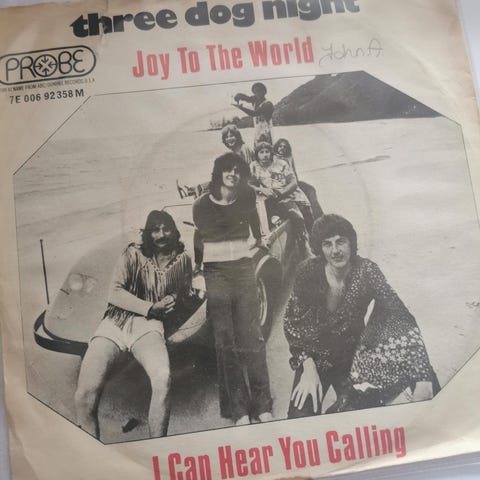 three dog night
Joy To The World John A
PROBE
7E 006 92358 M
I Can Hear You Calling